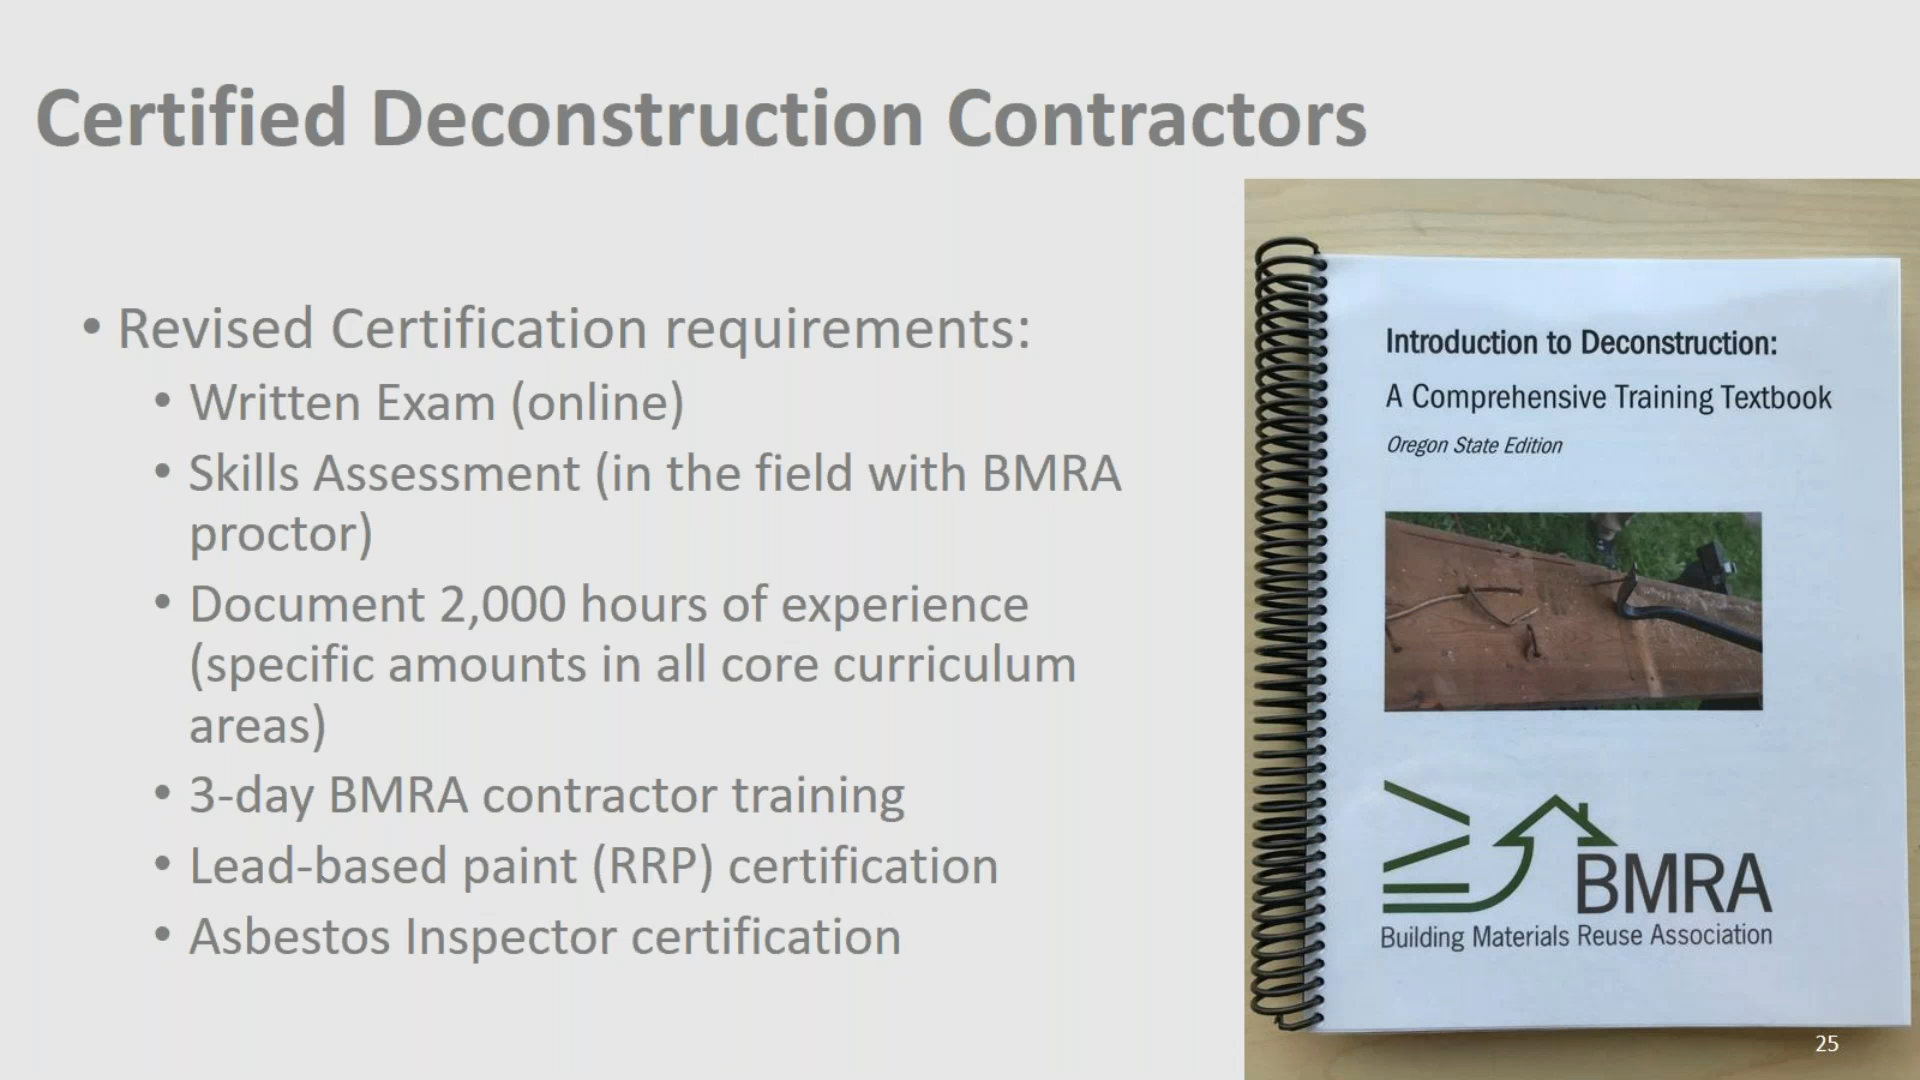 Certified Deconstruction Contractors
• Revised Certification requirements:
• Written Exam (online)
• Skills Assessment (in the field with BMRA
proctor)
• Document 2,000 hours of experience
(specific amounts in all core curriculum
areas)
• 3-day BMRA contractor training
• Lead-based paint (RRP) certification
• Asbestos Inspector certification
Introduction to Deconstruction:
A Comprehensive Training Textbook
Oregon State Edition
BMRA
Building Materials Reuse Association
25